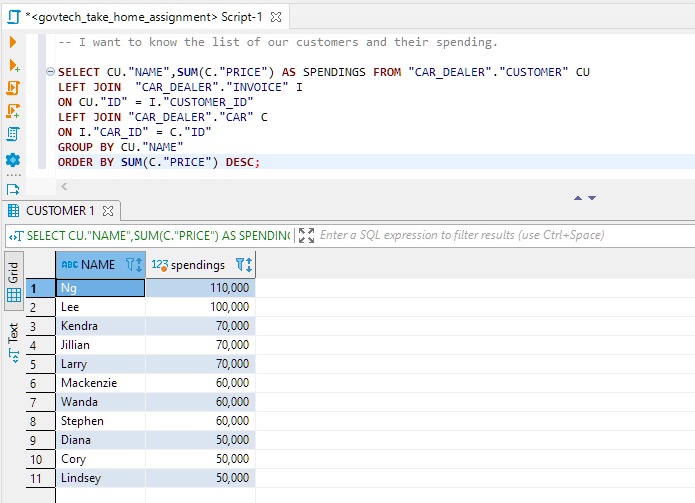 *<govtech_take_home_assignment> Script-1
-- I want to know the list of our customers and their spending.
SELECT CU."NAME",SUM(C."PRICE") AS SPENDINGS FROM "CAR_DEALER"."CUSTOMER" CU
LEFT JOIN  "CAR_DEALER"."INVOICE" I
ON CU."ID" = I."CUSTOMER_ID"
LEFT JOIN "CAR_DEALER"."CAR" C
ON I."CAR_ID" = C."ID"
GROUP BY CU."NAME"
ORDER BY SUM(C."PRICE") DESC;
CUSTOMER 1
SELECT CU."NAME",SUM(C."PRICE") AS SPENDING
Enter a SQL expression to filter results (use Ctrl+Space)
Grid
Text
ABC NAME 123 spendings
1 Ng 110,000
2 Lee 100,000
3 Kendra 70,000
4 Jillian 70,000
5 Larry 70,000
6 Mackenzie 60,000
7 Wanda 60,000
8 Stephen 60,000
9 Diana 50,000
10 Cory 50,000
11 Lindsey 50,000